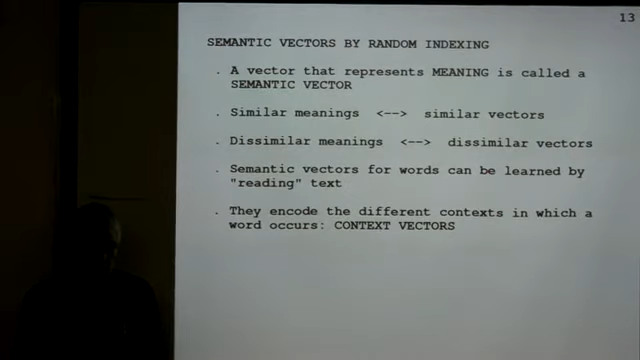 13
SEMANTIC VECTORS BY RANDOM INDEXING
. A vector that represents MEANING is called a
SEMANTIC VECTOR
. Similar meanings <--> similar vectors
. Dissimilar meanings <--> dissimilar vectors
. Semantic vectors for words can be learned by
"reading" text
. They encode the different contexts in which a
word occurs: CONTEXT VECTORS